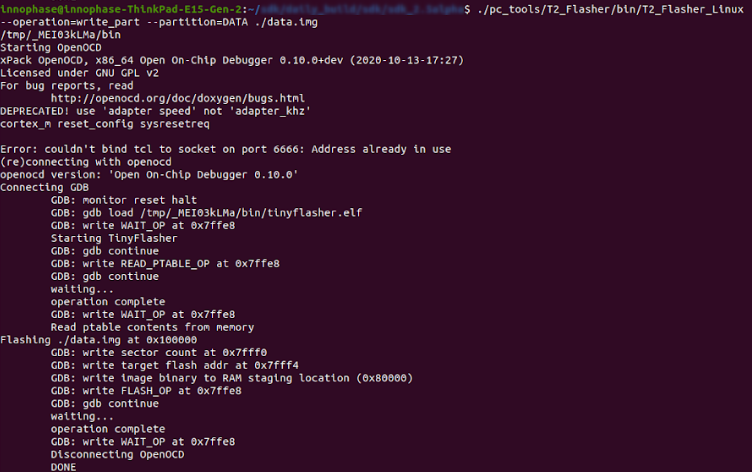 innophase@innophase-ThinkPad-E15-Gen-2:~/ $ ./pc_tools/T2_Flasher/bin/T2_Flasher_Linux
--operation=write_part --partition=DATA ./data.img
/tmp/_MEI03kLMa/bin
Starting OpenOCD
xPack OpenOCD, x86_64 Open On-Chip Debugger 0.10.0+dev (2020-10-13-17:27)
Licensed under GNU GPL v2
For bug reports, read
http://openocd.org/doc/doxygen/bugs.html
DEPRECATED! use 'adapter speed' not 'adapter_khz'
cortex_m reset_config sysresetreq
Error: couldn't bind tcl to socket on port 6666: Address already in use
(re)connecting with openocd
openocd version: 'Open On-Chip Debugger 0.10.0'
Connecting GDB
GDB: monitor reset halt
GDB: gdb load /tmp/_MEI03kLMa/bin/tinyflasher.elf
GDB: write WAIT_OP at 0x7ffe8
Starting TinyFlasher
GDB: gdb continue
GDB: write READ_PTABLE_OP at 0x7ffe8
GDB: gdb continue
waiting...
operation complete
GDB: write WAIT_OP at 0x7ffe8
Read ptable contents from memory
Flashing ./data.img at 0x100000
GDB: write sector count at 0x7fff0
GDB: write target flash addr at 0x7fff4
GDB: write image binary to RAM staging location (0x80000)
GDB: write FLASH_OP at 0x7ffe8
GDB: gdb continue
waiting...
operation complete
GDB: write WAIT_OP at 0x7ffe8
Disconnecting OpenOCD
DONE